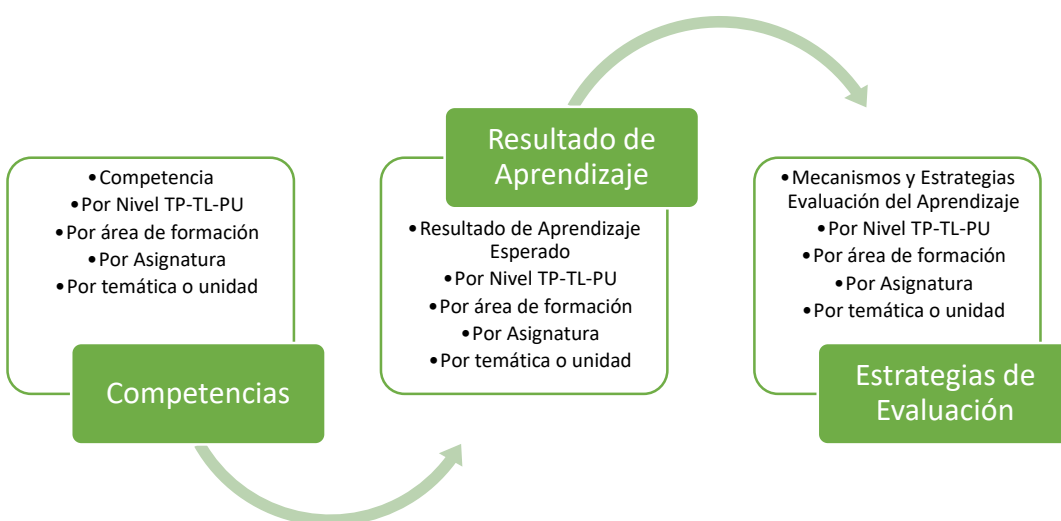 • Competencia
• Por Nivel TP-TL-PU
• Por área de formación
• Por Asignatura
• Por temática o unidad
Competencias
Resultado de
Aprendizaje
• Resultado de Aprendizaje
Esperado
• Por Nivel TP-TL-PU
• Por área de formación
• Por Asignatura
• Por temática o unidad
• Mecanismos y Estrategias
Evaluación del Aprendizaje
• Por Nivel TP-TL-PU
• Por área de formación
• Por Asignatura
• Por temática o unidad
Estrategias de
Evaluación